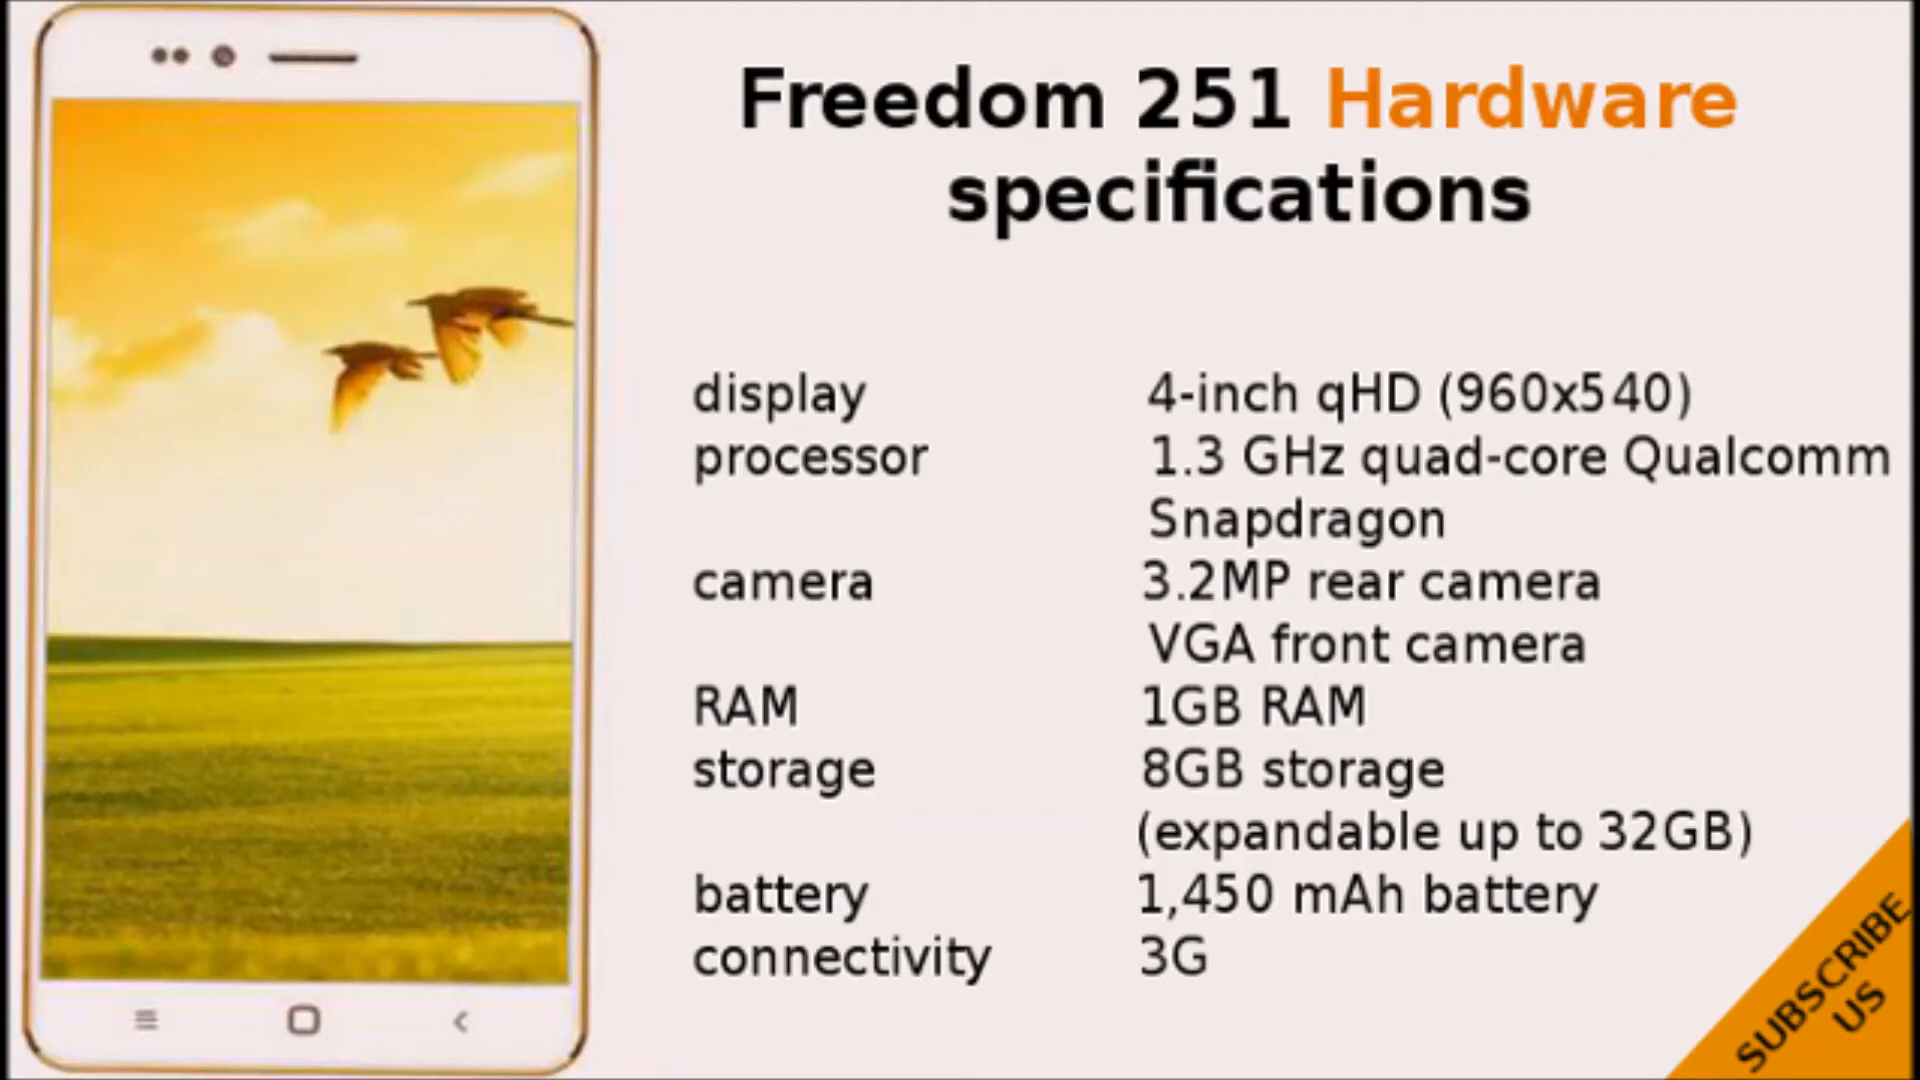 Freedom 251 Hardware
specifications
display 4-inch qHD (960x540)
processor 1.3 GHz quad-core Qualcomm
Snapdragon
camera 3.2MP rear camera
VGA front camera
RAM 1GB RAM
storage 8GB storage
(expandable up to 32GB)
battery 1,450 mAh battery
connectivity 3G
SUBSCRIBE
US